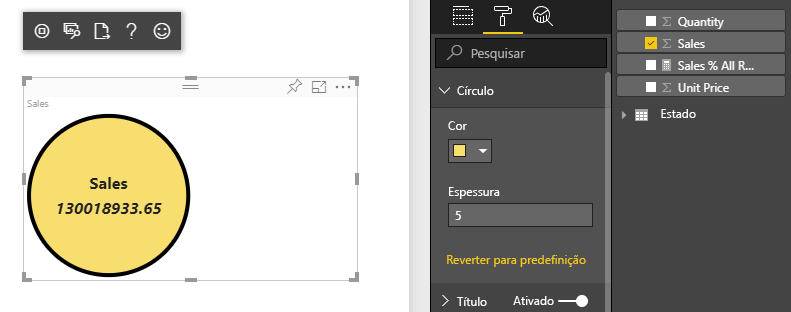 Sales
Sales
130018933.65
Pesquisar
Círculo
Cor
Espessura
5
Reverter para predefinição
Título
Ativado
Quantity
Sales
Sales % All R...
Unit Price
Estado